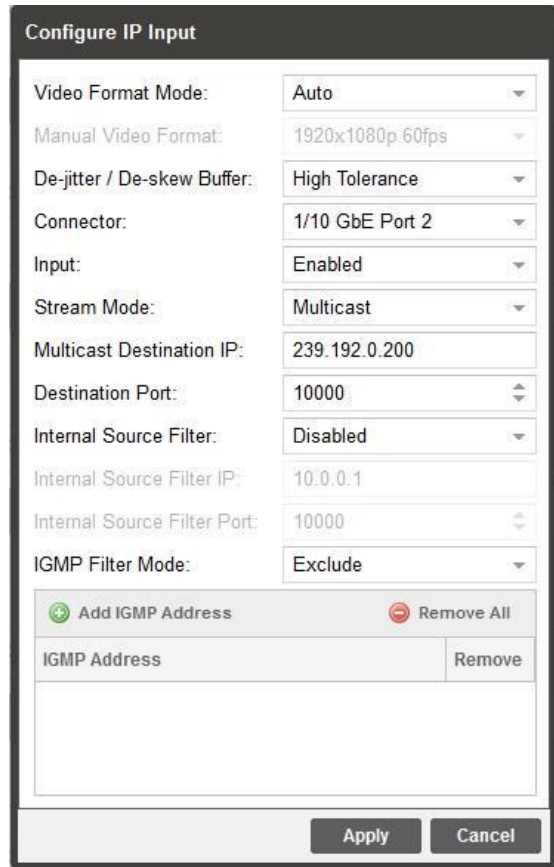 Configure IP Input
Video Format Mode: Auto
Manual Video Format: 1920x1080p 60fps
De-jitter / De-skew Buffer: High Tolerance
Connector: 1/10 GbE Port 2
Input: Enabled
Stream Mode: Multicast
Multicast Destination IP: 239.192.0.200
Destination Port: 10000
Internal Source Filter: Disabled
Internal Source Filter IP: 10.0.0.1
Internal Source Filter Port: 10000
IGMP Filter Mode: Exclude
Add IGMP Address Remove All
IGMP Address Remove
Apply Cancel